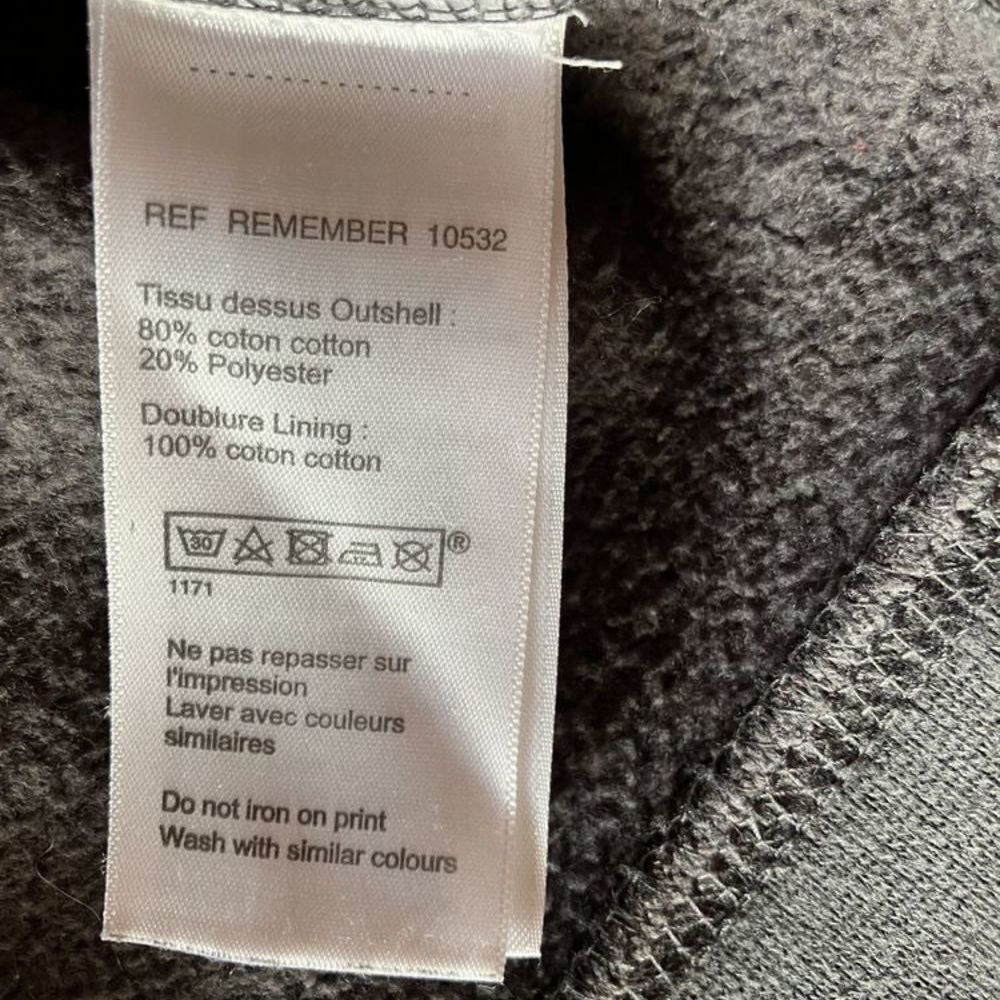 REF REMEMBER 10532
Tissu dessus Outshell :
80% coton cotton
20% Polyester
Doublure Lining :
100% coton cotton
30 ®
1171
Ne pas repasser sur
l'impression
Laver avec couleurs
similaires
Do not iron on print
Wash with similar colours